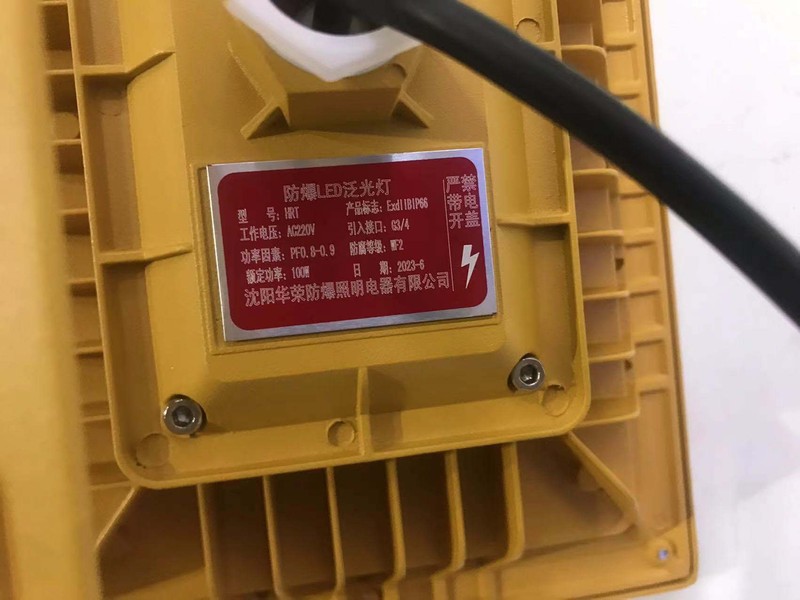 防爆LED泛光灯
型 号: HRT 产品标志: ExdIIBIP66
工作电压: AC220V 引入接口: G3/4
功率因素: PF0.8-0.9 防腐等级: WF2
额定功率: 100W 日 期: 2023-6
沈阳华荣防爆照明电器有限公司
严禁
带电
开盖